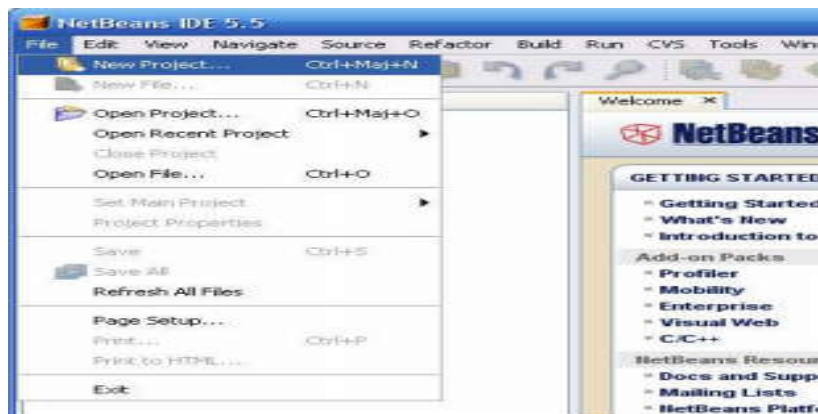 NetBeans IDE 5.5
File Edit View Navigate Source Refactor Build Run CVS Tools Win
New Project... Ctrl+Maj+N
New File... Ctrl+N
Open Project... Ctrl+Maj+O
Open Recent Project
Close Project
Open File... Ctrl+O
Set Main Project
Project Properties
Save Ctrl+S
Save All
Refresh All Files
Page Setup...
Print... Ctrl+P
Print to HTML...
Exit
Welcome
NetBeans
GETTING STARTED
Getting Started
What's New
Introduction to
Add-on Packs
Profiler
Mobility
Enterprise
Visual Web
C/C++
NetBeans Resour
Docs and Supp
Mailing Lists
NetBeans Platf